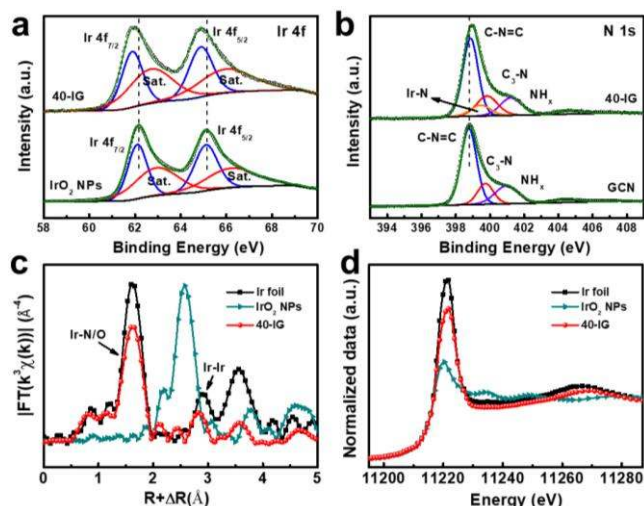 a
Ir 4f
Ir 4f7/2
Ir 4f5/2
Sat.
Sat.
40-IG
Ir 4f7/2
Ir 4f5/2
Sat.
Sat.
IrO2 NPs
Intensity (a.u.)
58 60 62 64 66 68 70
Binding Energy (eV)
b
N 1s
C-N=C
Ir-N
C3-N
NHx
40-IG
C-N=C
C3-N
NHx
GCN
Intensity (a.u.)
394 396 398 400 402 404 406 408
Binding Energy (eV)
c
Ir foil
IrO2 NPs
40-IG
Ir-N/O
Ir-Ir
|FT(k3χ(k))| (Å-4)
0 1 2 3 4 5
R+ΔR(Å)
d
Ir foil
IrO2 NPs
40-IG
Normalized data (a.u.)
11200 11220 11240 11260 11280
Energy (eV)